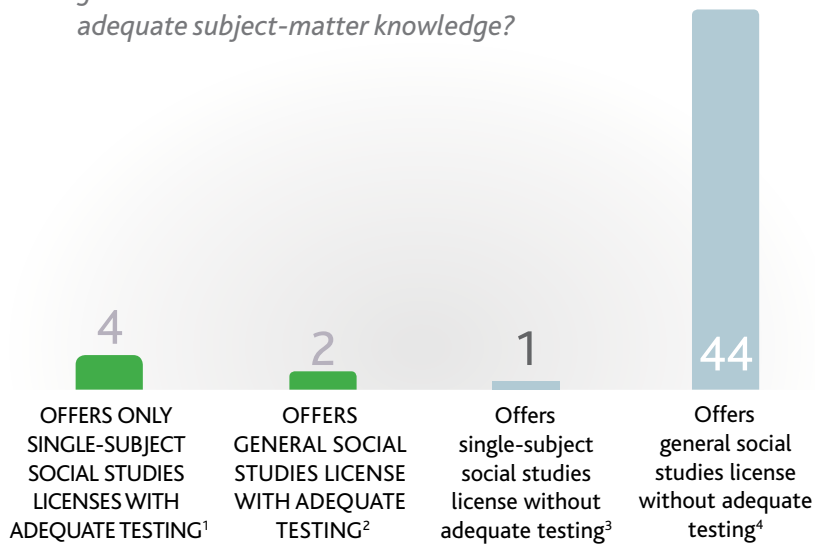 adequate subject-matter knowledge?
4
2
1
44
OFFERS ONLY
SINGLE-SUBJECT
SOCIAL STUDIES
LICENSES WITH
ADEQUATE TESTING¹
OFFERS
GENERAL SOCIAL
STUDIES LICENSE
WITH ADEQUATE
TESTING²
Offers
single-subject
social studies
license without
adequate testing³
Offers
general social
studies license
without adequate
testing⁴